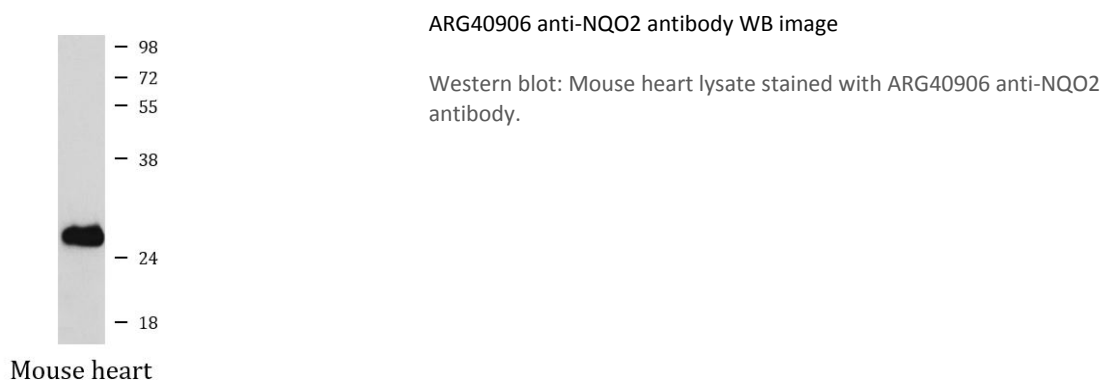 ARG40906 anti-NQO2 antibody WB image
Western blot: Mouse heart lysate stained with ARG40906 anti-NQO2
antibody.
98
72
55
38
24
18
Mouse heart